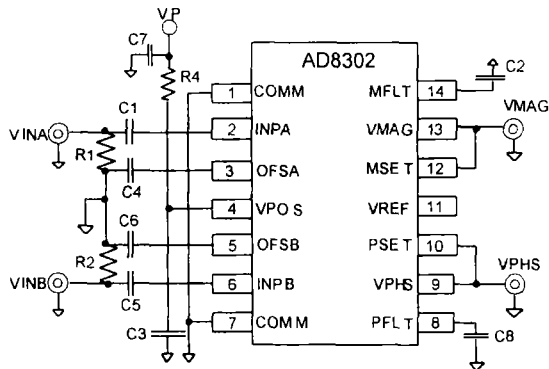 VP
C7
R4
AD8302
C2
1 COMM
MFLT 14
VMAG
C1
VINA
2 INPA
VMAG 13
R1
C4
3 OFSA
MSET 12
4 VPOS
VREF 11
C6
5 OFSB
PSET 10
R2
VINB
C5
6 INPB
VPHS 9
VPHS
C3
7 COMM
PFLT 8
C8